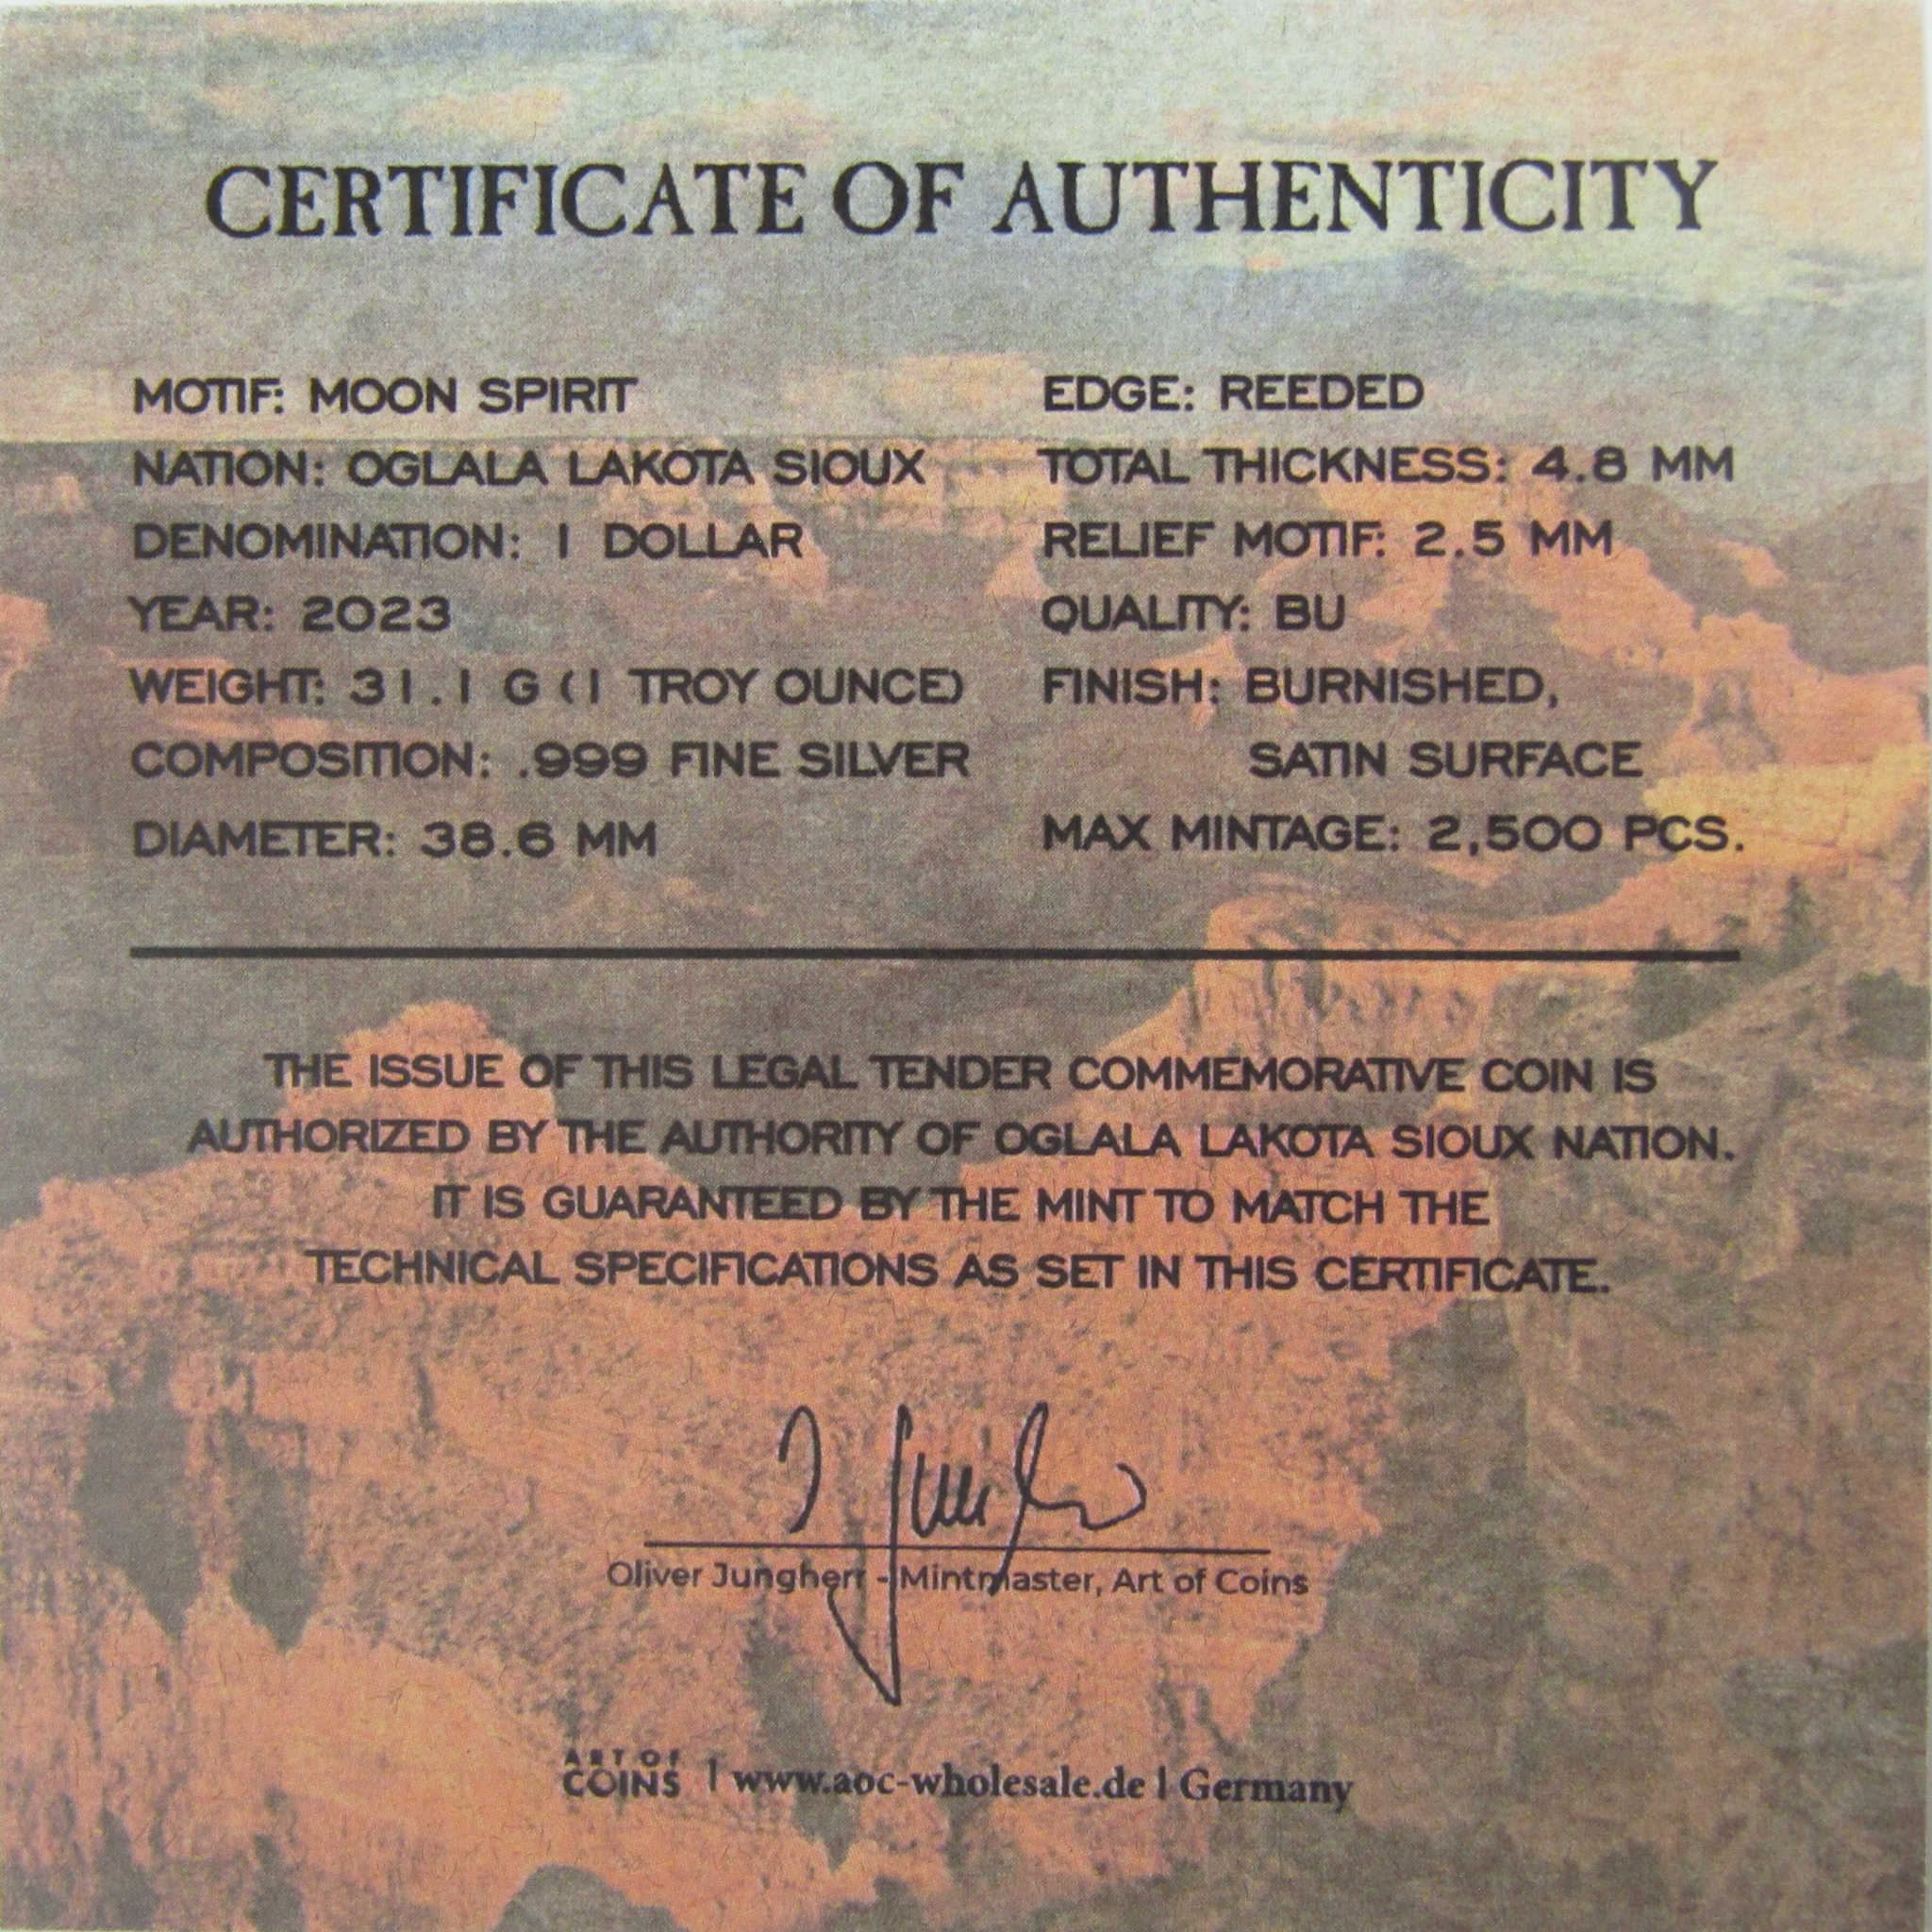 CERTIFICATE OF AUTHENTICITY
MOTIF: MOON SPIRIT
NATION: OGLALA LAKOTA SIOUX
DENOMINATION: 1 DOLLAR
YEAR: 2023
WEIGHT: 31.1 G (1 TROY OUNCE)
COMPOSITION: .999 FINE SILVER
DIAMETER: 38.6 MM
EDGE: REEDED
TOTAL THICKNESS: 4.8 MM
RELIEF MOTIF: 2.5 MM
QUALITY: BU
FINISH: BURNISHED,
SATIN SURFACE
MAX MINTAGE: 2,500 PCS.
THE ISSUE OF THIS LEGAL TENDER COMMEMORATIVE COIN IS
AUTHORIZED BY THE AUTHORITY OF OGLALA LAKOTA SIOUX NATION.
IT IS GUARANTEED BY THE MINT TO MATCH THE
TECHNICAL SPECIFICATIONS AS SET IN THIS CERTIFICATE.
Oliver Jungherr - Mintmaster, Art of Coins
ART OF
COINS | www.aoc-wholesale.de | Germany